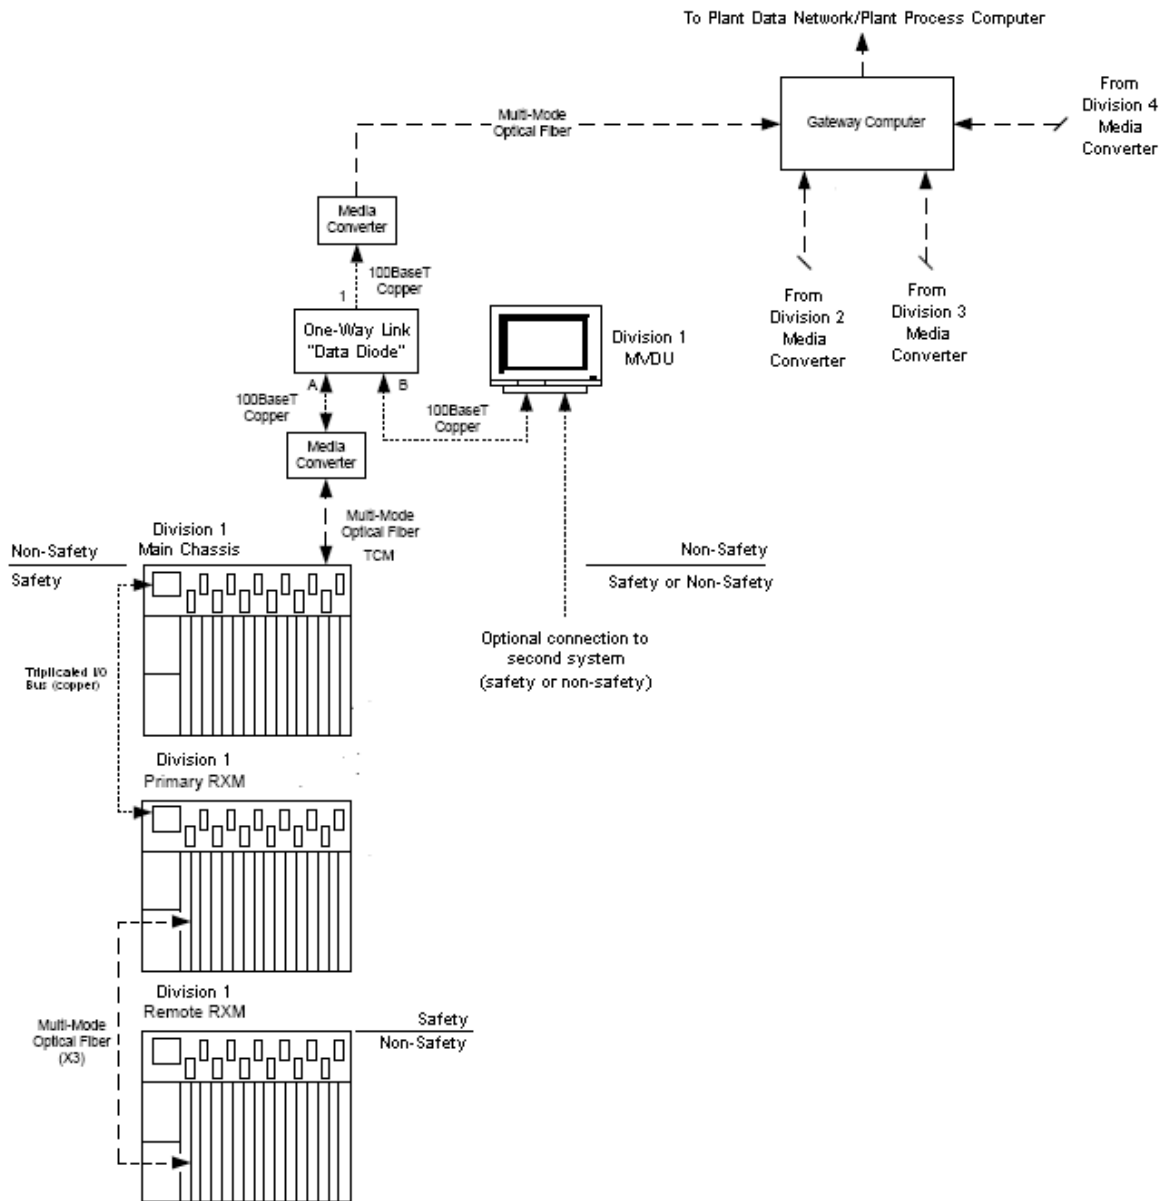 To Plant Data Network/Plant Process Computer
Gateway Computer
From
Division 4
Media
Converter
Multi-Mode
Optical Fiber
Media
Converter
100BaseT
Copper
1
One-Way Link
"Data Diode"
A
B
Division 1
MVDU
From
Division 2
Media
Converter
From
Division 3
Media
Converter
100BaseT
Copper
100BaseT
Copper
Media
Converter
Multi-Mode
Optical Fiber
TCM
Division 1
Main Chassis
Non-Safety
Safety
Non-Safety
Safety or Non-Safety
Triplicated I/O
Bus (copper)
Optional connection to
second system
(safety or non-safety)
Division 1
Primary RXM
Division 1
Remote RXM
Multi-Mode
Optical Fiber
(X3)
Safety
Non-Safety